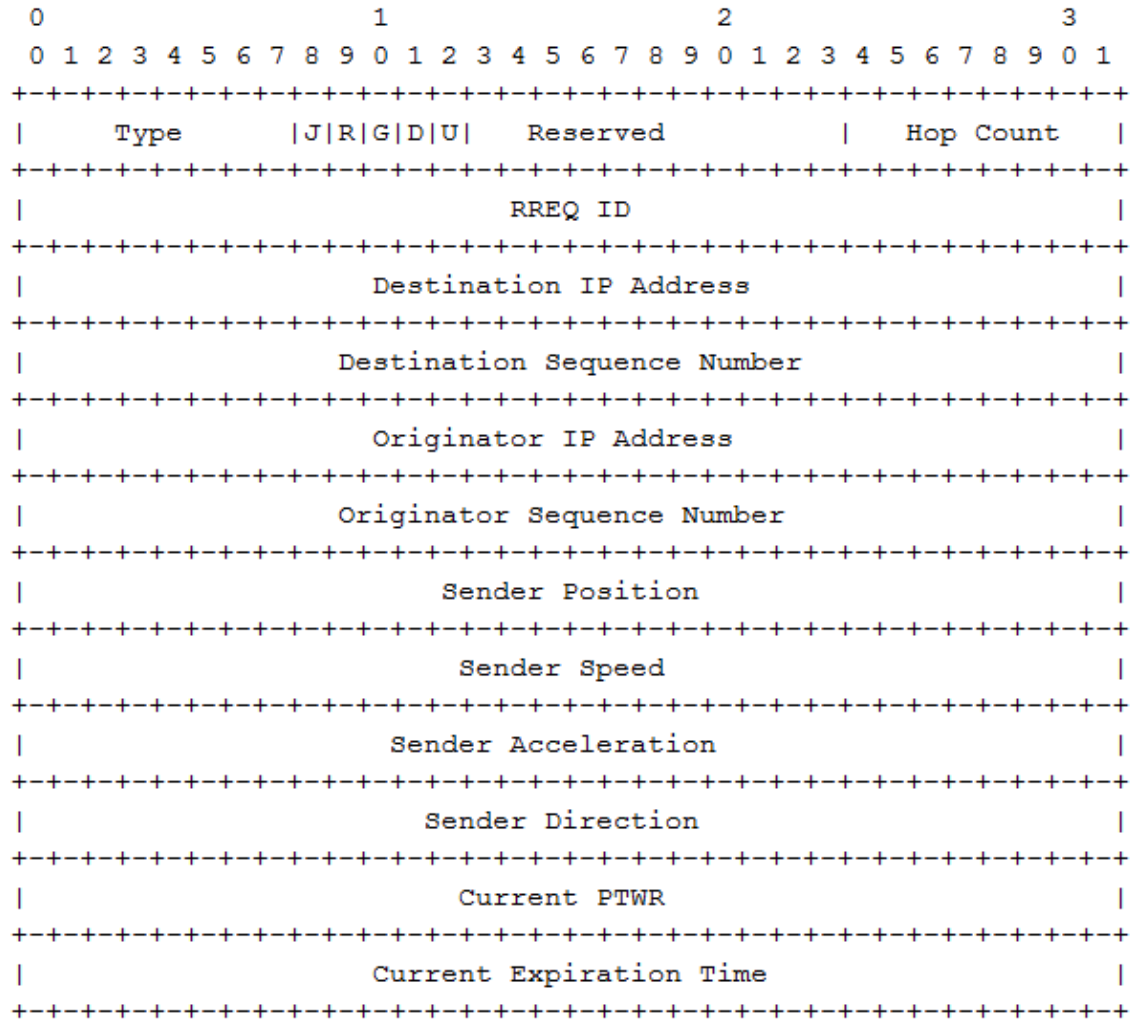 0                   1                   2                   3
0 1 2 3 4 5 6 7 8 9 0 1 2 3 4 5 6 7 8 9 0 1 2 3 4 5 6 7 8 9 0 1
+-+-+-+-+-+-+-+-+-+-+-+-+-+-+-+-+-+-+-+-+-+-+-+-+-+-+-+-+-+-+-+-+
|     Type      |J|R|G|D|U|   Reserved          |   Hop Count   |
+-+-+-+-+-+-+-+-+-+-+-+-+-+-+-+-+-+-+-+-+-+-+-+-+-+-+-+-+-+-+-+-+
|                            RREQ ID                            |
+-+-+-+-+-+-+-+-+-+-+-+-+-+-+-+-+-+-+-+-+-+-+-+-+-+-+-+-+-+-+-+-+
|                    Destination IP Address                     |
+-+-+-+-+-+-+-+-+-+-+-+-+-+-+-+-+-+-+-+-+-+-+-+-+-+-+-+-+-+-+-+-+
|                  Destination Sequence Number                  |
+-+-+-+-+-+-+-+-+-+-+-+-+-+-+-+-+-+-+-+-+-+-+-+-+-+-+-+-+-+-+-+-+
|                    Originator IP Address                      |
+-+-+-+-+-+-+-+-+-+-+-+-+-+-+-+-+-+-+-+-+-+-+-+-+-+-+-+-+-+-+-+-+
|                  Originator Sequence Number                   |
+-+-+-+-+-+-+-+-+-+-+-+-+-+-+-+-+-+-+-+-+-+-+-+-+-+-+-+-+-+-+-+-+
|                        Sender Position                        |
+-+-+-+-+-+-+-+-+-+-+-+-+-+-+-+-+-+-+-+-+-+-+-+-+-+-+-+-+-+-+-+-+
|                         Sender Speed                          |
+-+-+-+-+-+-+-+-+-+-+-+-+-+-+-+-+-+-+-+-+-+-+-+-+-+-+-+-+-+-+-+-+
|                     Sender Acceleration                       |
+-+-+-+-+-+-+-+-+-+-+-+-+-+-+-+-+-+-+-+-+-+-+-+-+-+-+-+-+-+-+-+-+
|                       Sender Direction                        |
+-+-+-+-+-+-+-+-+-+-+-+-+-+-+-+-+-+-+-+-+-+-+-+-+-+-+-+-+-+-+-+-+
|                         Current PTWR                          |
+-+-+-+-+-+-+-+-+-+-+-+-+-+-+-+-+-+-+-+-+-+-+-+-+-+-+-+-+-+-+-+-+
|                    Current Expiration Time                    |
+-+-+-+-+-+-+-+-+-+-+-+-+-+-+-+-+-+-+-+-+-+-+-+-+-+-+-+-+-+-+-+-+